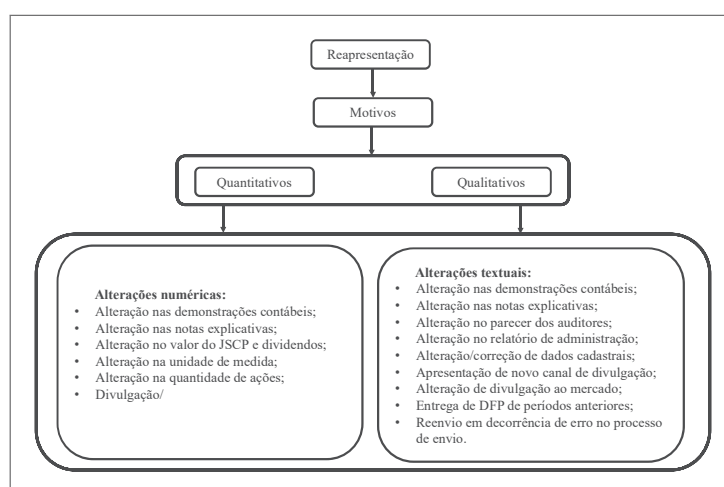 Reapresentação
Motivos
Quantitativos
Qualitativos
Alterações numéricas:
• Alteração nas demonstrações contábeis;
• Alteração nas notas explicativas;
• Alteração no valor do JSCP e dividendos;
• Alteração na unidade de medida;
• Alteração na quantidade de ações;
• Divulgação/
Alterações textuais:
• Alteração nas demonstrações contábeis;
• Alteração nas notas explicativas;
• Alteração no parecer dos auditores;
• Alteração no relatório de administração;
• Alteração/correção de dados cadastrais;
• Apresentação de novo canal de divulgação;
• Alteração de divulgação ao mercado;
• Entrega de DFP de períodos anteriores;
• Reenvio em decorrência de erro no processo
de envio.